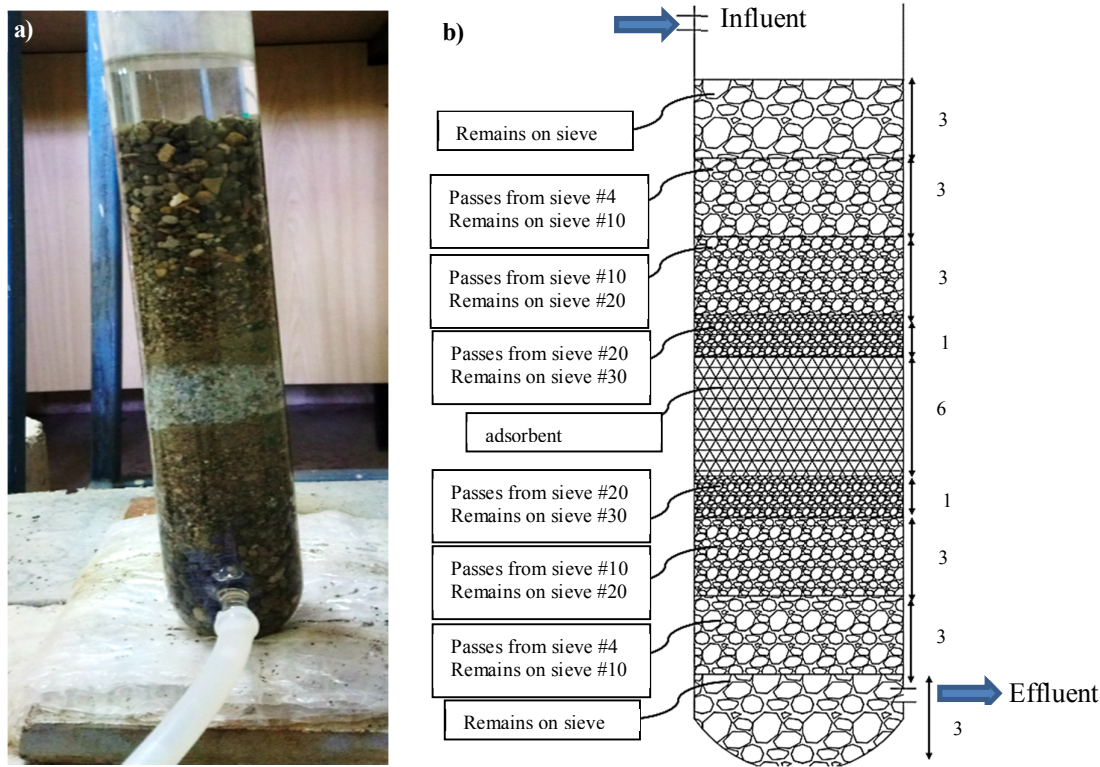 a)
b)
Influent
Remains on sieve
3
Passes from sieve #4
Remains on sieve #10
3
Passes from sieve #10
Remains on sieve #20
3
Passes from sieve #20
Remains on sieve #30
1
adsorbent
6
Passes from sieve #20
Remains on sieve #30
1
Passes from sieve #10
Remains on sieve #20
3
Passes from sieve #4
Remains on sieve #10
3
Effluent
Remains on sieve
3